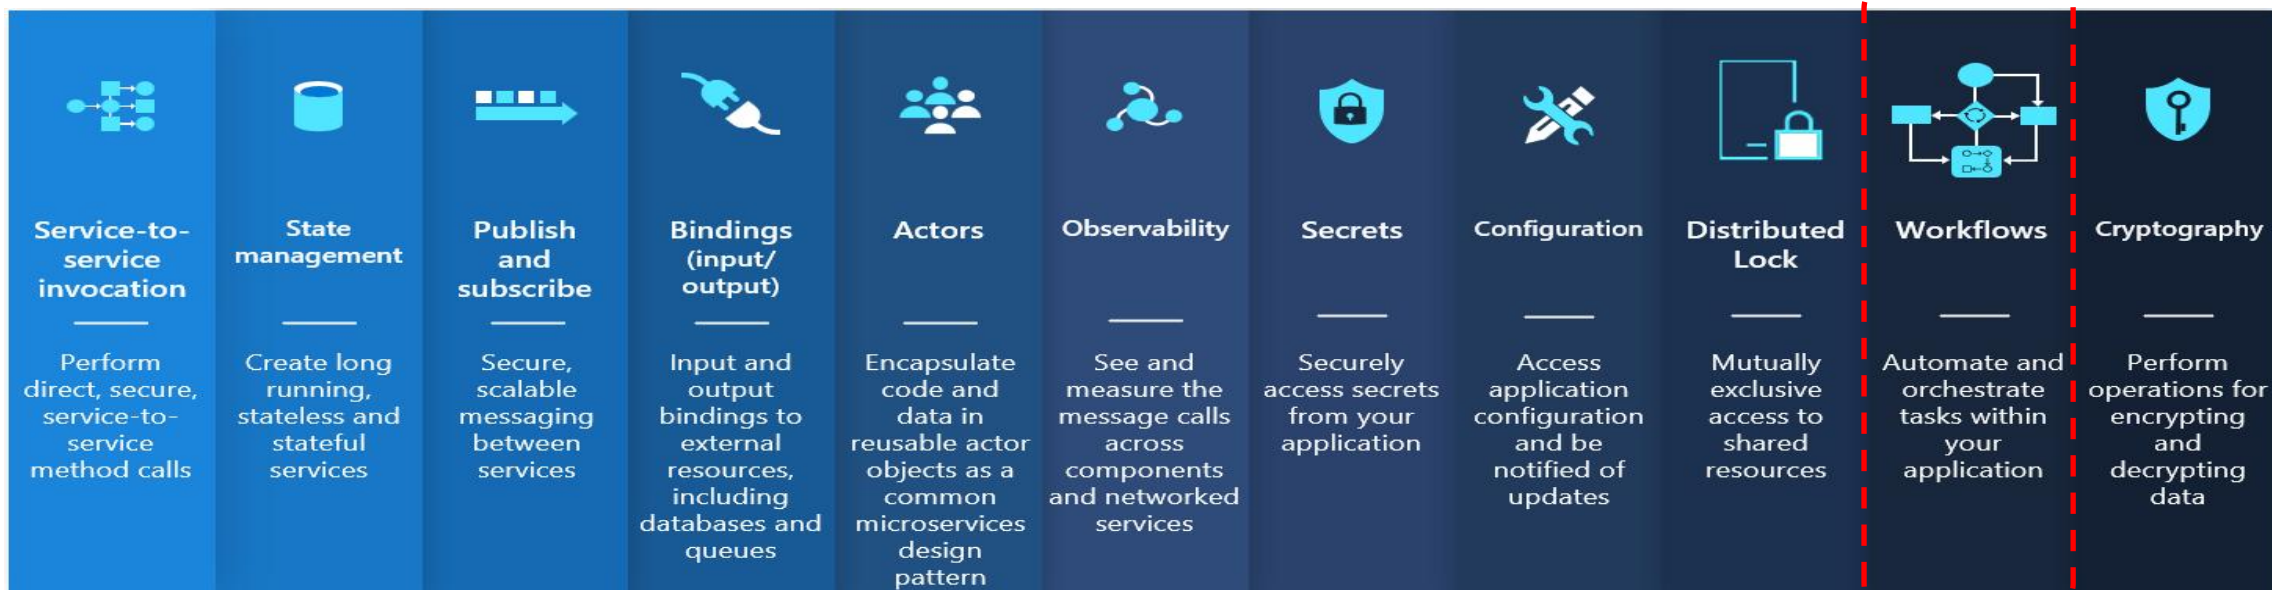 Service-to-
service
invocation
Perform
direct, secure,
service-to-
service
method calls
State
management
Create long
running,
stateless and
stateful
services
Publish
and
subscribe
Secure,
scalable
messaging
between
services
Bindings
(input/
output)
Input and
output
bindings to
external
resources,
including
databases and
queues
Actors
Encapsulate
code and
data in
reusable actor
objects as a
common
microservices
design
pattern
Observability
See and
measure the
message calls
across
components
and networked
services
Secrets
Securely
access secrets
from your
application
Configuration
Access
application
configuration
and be
notified of
updates
Distributed
Lock
Mutually
exclusive
access to
shared
resources
Workflows
Automate and
orchestrate
tasks within
your
application
Cryptography
Perform
operations for
encrypting
and
decrypting
data